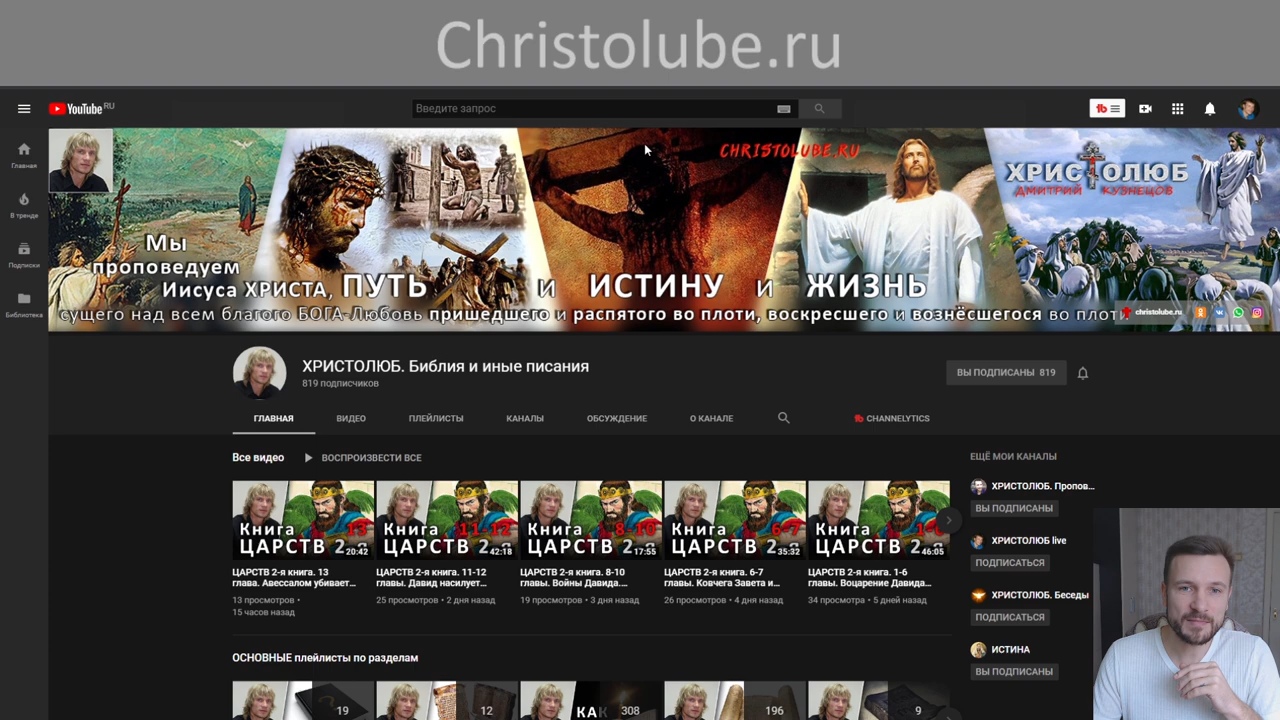 Christolube.ru
YouTube RU
Введите запрос
Главная
В тренде
Подписки
Библиотека
CHRISTOLUBE.RU
ХРИСТОЛЮБ
ДМИТРИЙ КУЗНЕЦОВ
Мы
проповедуем
Иисуса ХРИСТА, ПУТЬ и ИСТИНУ и ЖИЗНЬ
сущего над всем благого БОГА-Любовь пришедшего и распятого во плоти, воскресшего и вознёсшегося во плоти
christolube.ru
ХРИСТОЛЮБ. Библия и иные писания
819 подписчиков
ВЫ ПОДПИСАНЫ 819
ГЛАВНАЯ ВИДЕО ПЛЕЙЛИСТЫ КАНАЛЫ ОБСУЖДЕНИЕ О КАНАЛЕ CHANNELYTICS
Все видео ВОСПРОИЗВЕСТИ ВСЕ
Книга 13
ЦАРСТВ 2
20:42
ЦАРСТВ 2-я книга. 13
глава. Авессалом убивает...
13 просмотров •
15 часов назад
Книга 11-12
ЦАРСТВ 2
42:18
ЦАРСТВ 2-я книга. 11-12
главы. Давид насилует...
25 просмотров • 2 дня назад
Книга 8-10
ЦАРСТВ 2
17:55
ЦАРСТВ 2-я книга. 8-10
главы. Войны Давида....
19 просмотров • 3 дня назад
Книга 6-7
ЦАРСТВ 2-я
35:32
ЦАРСТВ 2-я книга. 6-7
главы. Ковчега Завета и...
26 просмотров • 4 дня назад
Книга
ЦАРСТВ 2
46:05
ЦАРСТВ 2-я книга. 1-6
главы. Воцарение Давида...
34 просмотра • 5 дней назад
ЕЩЁ МОИ КАНАЛЫ
ХРИСТОЛЮБ. Пропов...
ВЫ ПОДПИСАНЫ
ХРИСТОЛЮБ live
ПОДПИСАТЬСЯ
ХРИСТОЛЮБ. Беседы
ПОДПИСАТЬСЯ
ИСТИНА
ВЫ ПОДПИСАНЫ
ОСНОВНЫЕ плейлисты по разделам
19
12
КАК
308
196
9